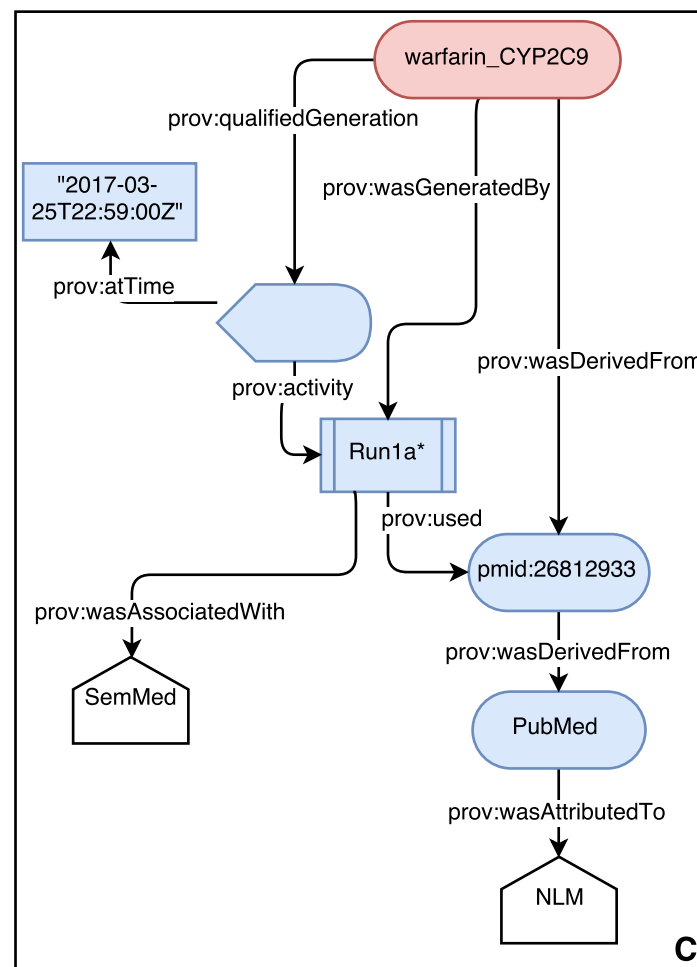 warfarin_CYP2C9
prov:qualifiedGeneration
prov:wasGeneratedBy
"2017-03-
25T22:59:00Z"
prov:atTime
prov:wasDerivedFrom
prov:activity
Run1a*
prov:used
pmid:26812933
prov:wasAssociatedWith
prov:wasDerivedFrom
SemMed
PubMed
prov:wasAttributedTo
NLM
C